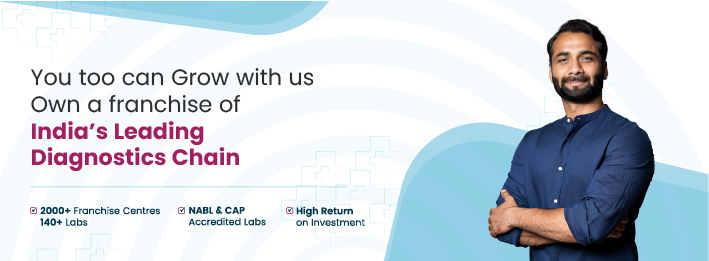 You too can Grow with us
Own a franchise of
India's Leading
Diagnostics Chain
2000+ Franchise Centres
140+ Labs
NABL & CAP
Accredited Labs
High Return
on Investment